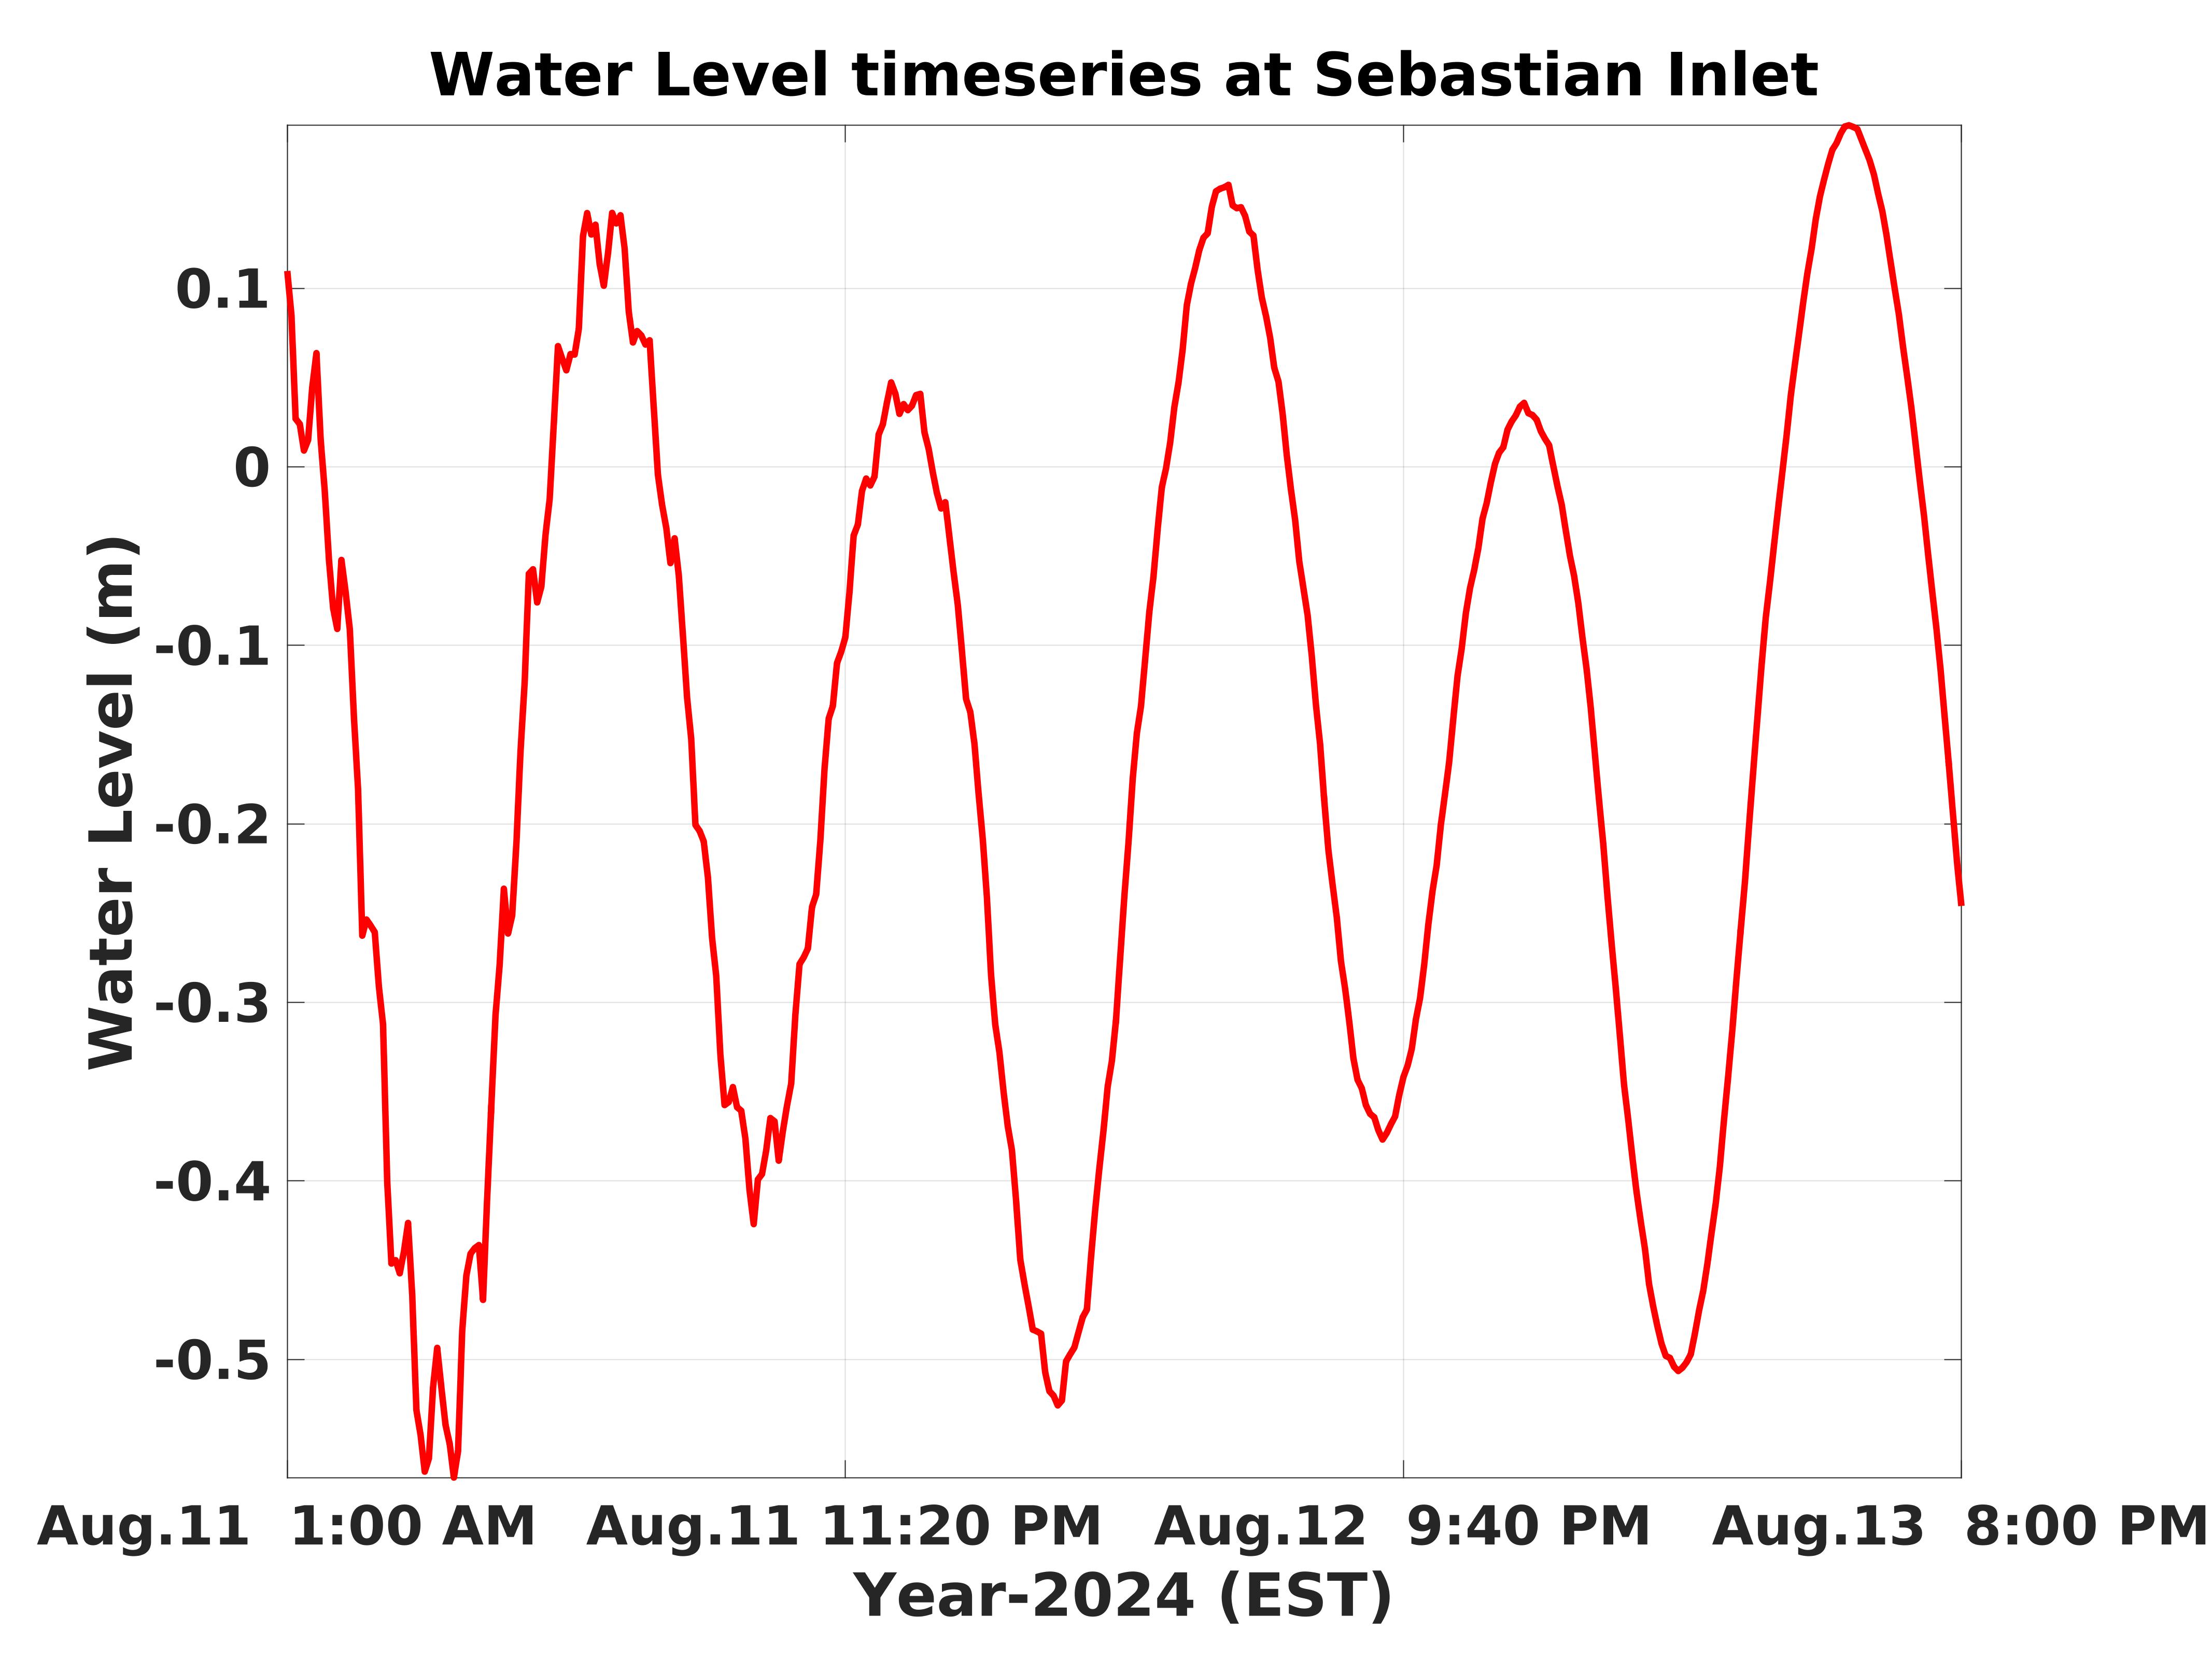 Water Level timeseries at Sebastian Inlet
Water Level (m)
0.1
0
-0.1
-0.2
-0.3
-0.4
-0.5
Aug.11 1:00 AM Aug.11 11:20 PM Aug.12 9:40 PM Aug.13 8:00 PM
Year-2024 (EST)